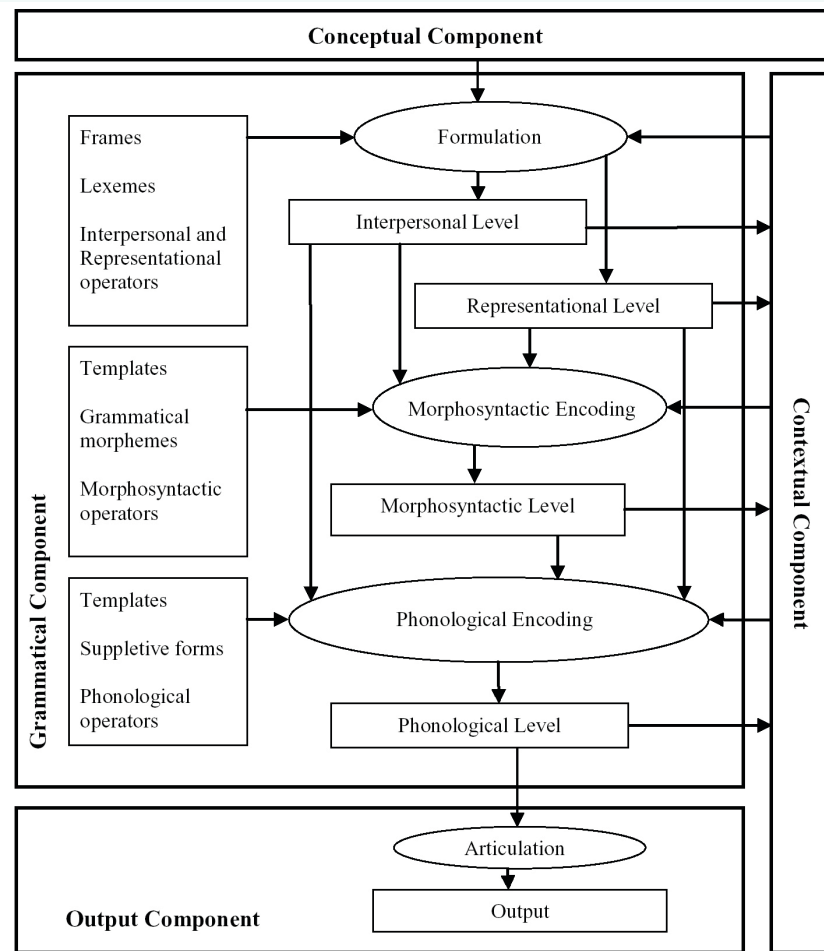 Conceptual Component
Formulation
Frames
Lexemes
Interpersonal and
Representational
operators
Interpersonal Level
Representational Level
Templates
Grammatical
morphemes
Morphosyntactic
operators
Morphosyntactic Encoding
Morphosyntactic Level
Contextual Component
Grammatical Component
Templates
Suppletive forms
Phonological
operators
Phonological Encoding
Phonological Level
Articulation
Output Component
Output